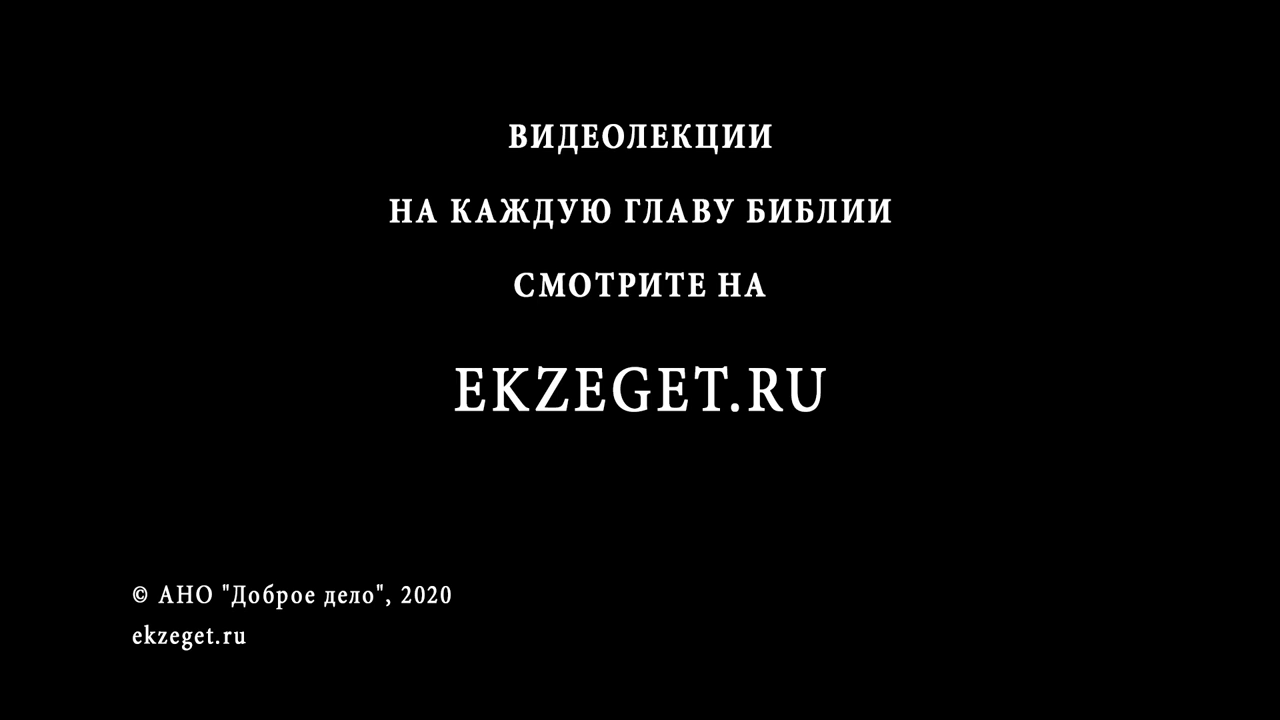 ВИДЕОЛЕКЦИИ
НА КАЖДУЮ ГЛАВУ БИБЛИИ
СМОТРИТЕ НА
EKZEGET.RU
© АНО "Доброе дело", 2020
ekzeget.ru